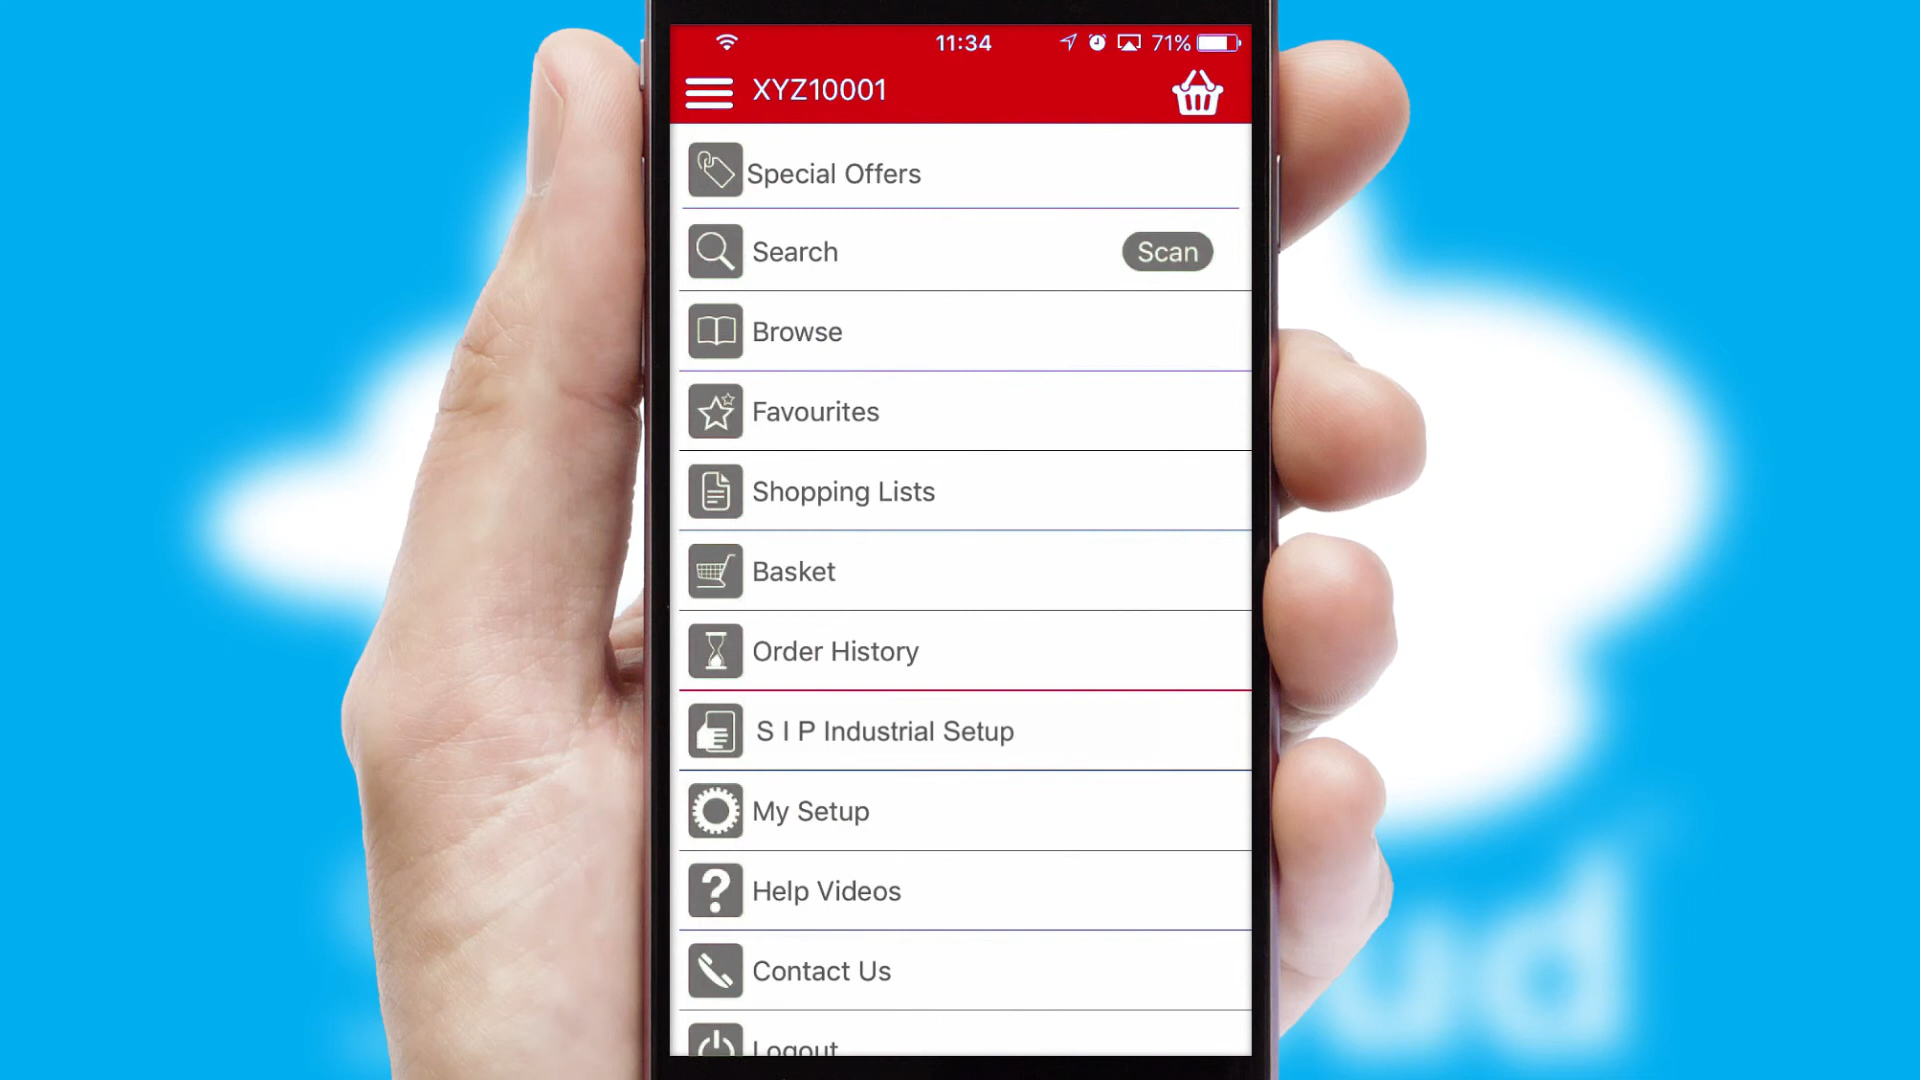 11:34 71%
XYZ10001
Special Offers
Search Scan
Browse
Favourites
Shopping Lists
Basket
Order History
S I P Industrial Setup
My Setup
Help Videos
Contact Us
Logout